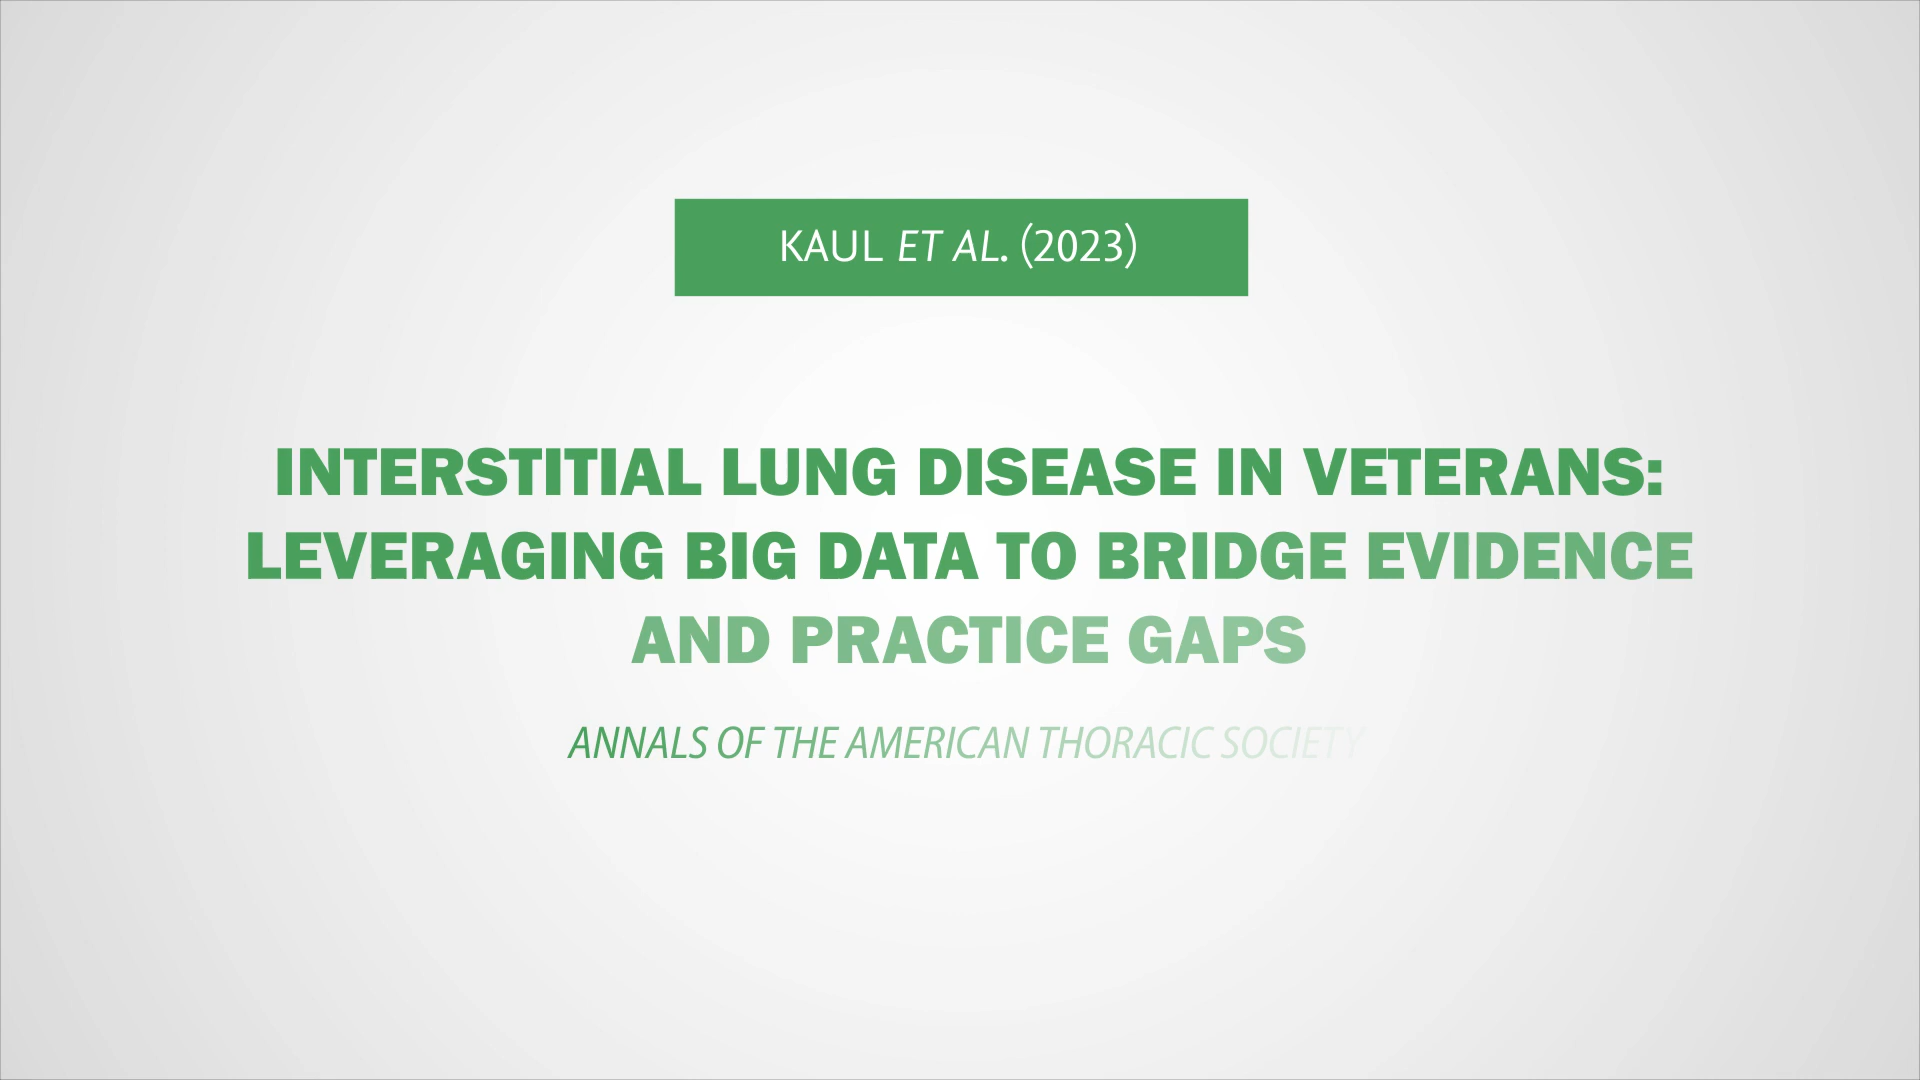 KAUL ET AL. (2023)
INTERSTITIAL LUNG DISEASE IN VETERANS:
LEVERAGING BIG DATA TO BRIDGE EVIDENCE
AND PRACTICE GAPS
ANNALS OF THE AMERICAN THORACIC SOCIETY